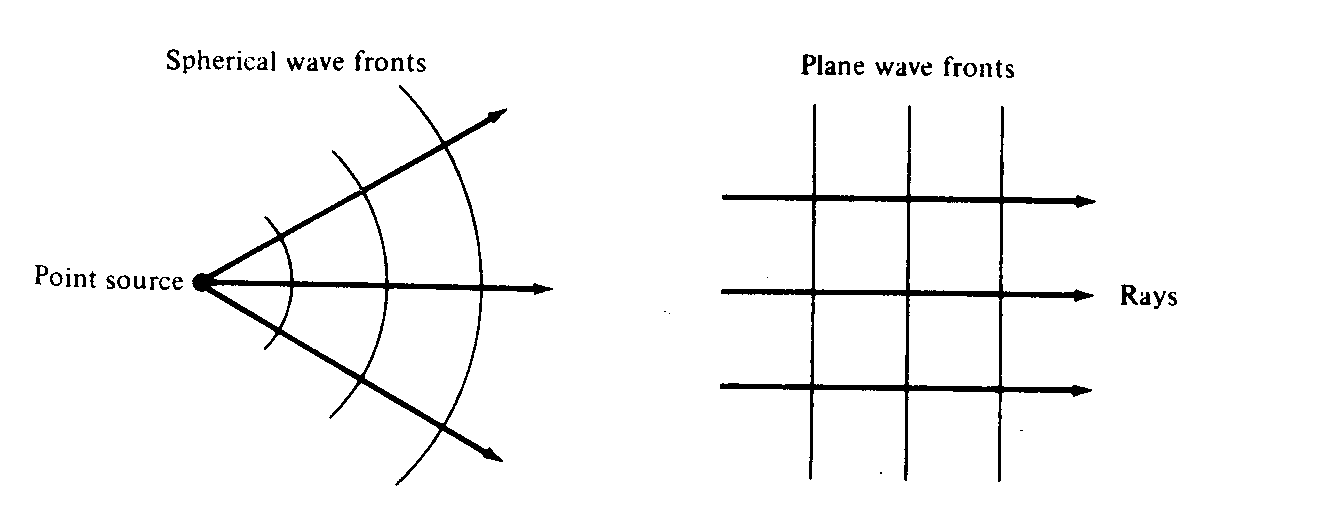 Spherical wave fronts
Point source
Plane wave fronts
Rays